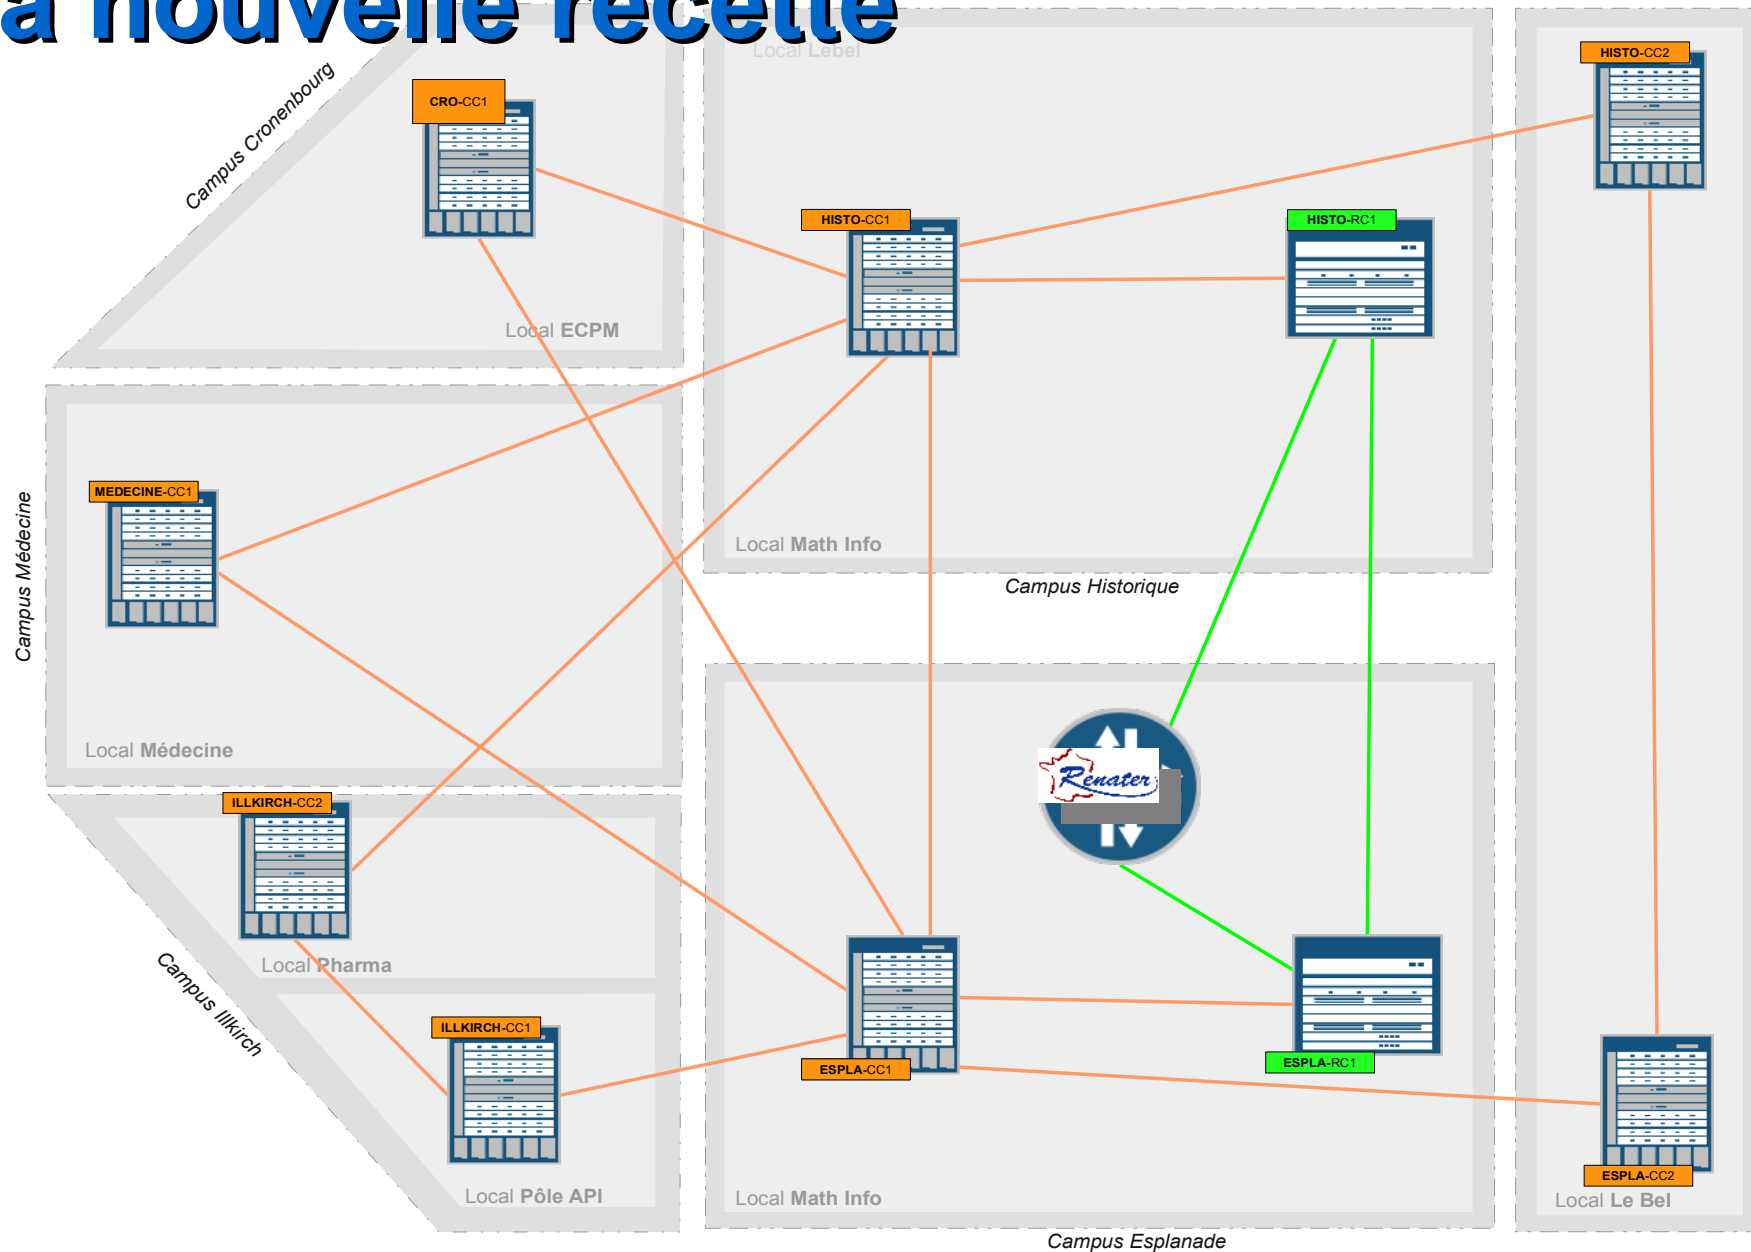 a nouvelle recette
Local Lebel
HISTO-CC2
Campus Cronenbourg
CRO-CC1
HISTO-CC1
HISTO-RC1
Local ECPM
MEDECINE-CC1
Campus Médecine
Local Math Info
Campus Historique
Local Médecine
Renater
ILLKIRCH-CC2
Local Pharma
Campus Illkirch
ILLKIRCH-CC1
ESPLA-CC1
ESPLA-RC1
ESPLA-CC2
Local Pôle API
Local Math Info
Local Le Bel
Campus Esplanade